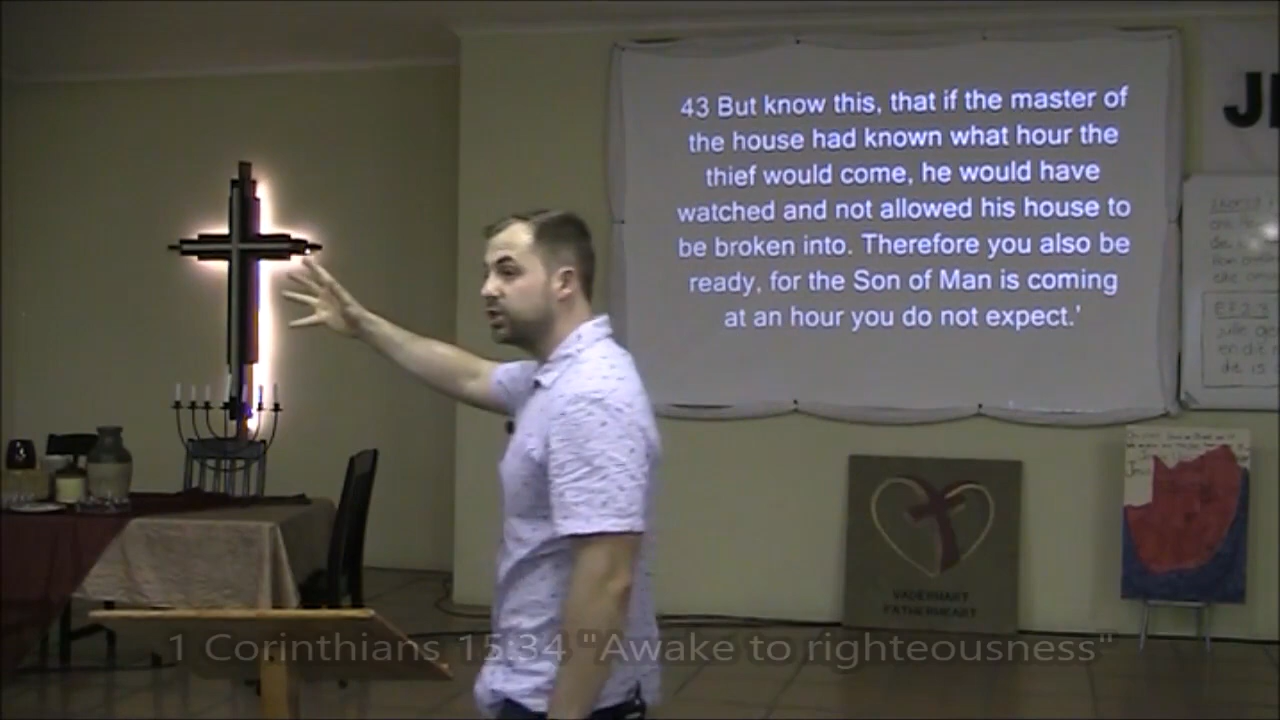 43 But know this, that if the master of
the house had known what hour the
thief would come, he would have
watched and not allowed his house to
be broken into. Therefore you also be
ready, for the Son of Man is coming
at an hour you do not expect.'
VADERHART
FATHERHEART
1 Corinthians 15:34 "Awake to righteousness"